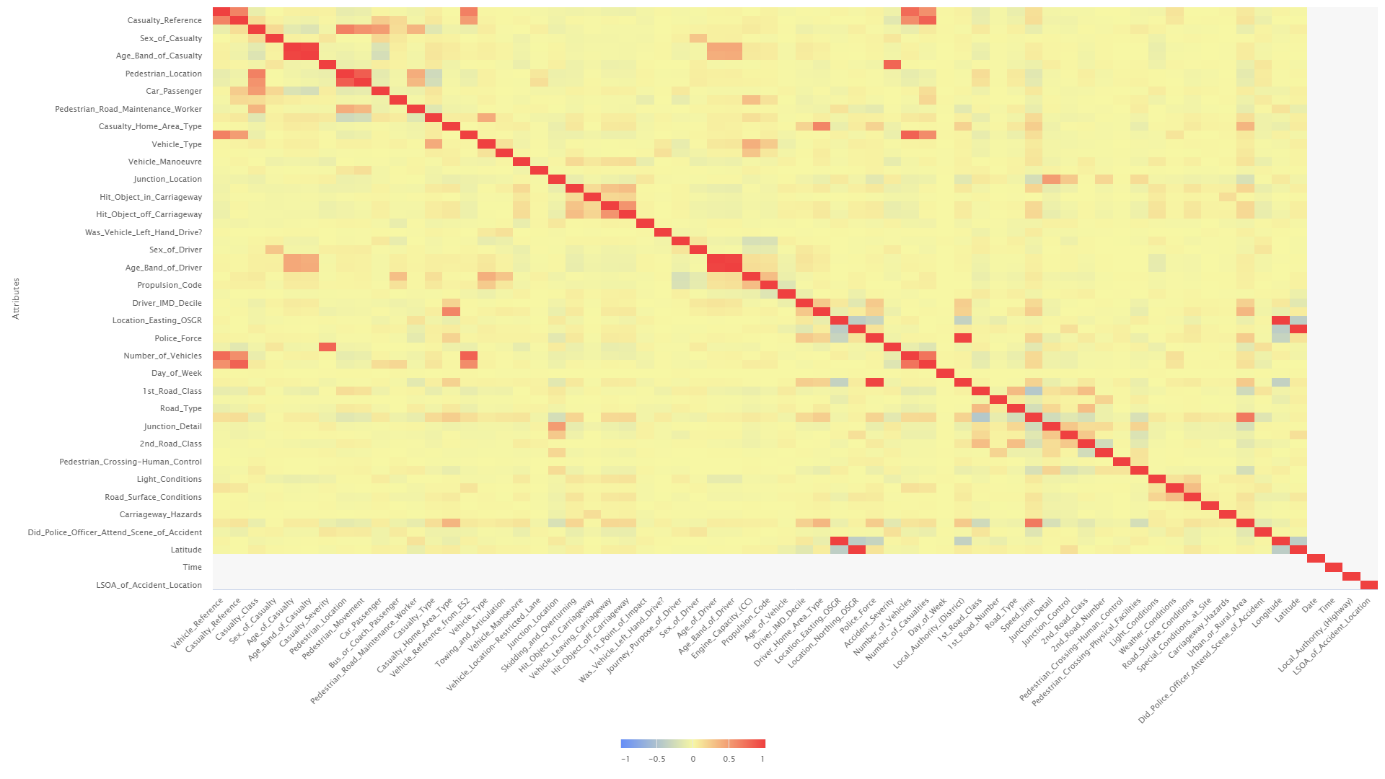 Attributes
Casualty_Reference
Sex_of_Casualty
Age_Band_of_Casualty
Pedestrian_Location
Car_Passenger
Pedestrian_Road_Maintenance_Worker
Casualty_Home_Area_Type
Vehicle_Type
Vehicle_Manoeuvre
Junction_Location
Hit_Object_in_Carriageway
Hit_Object_off_Carriageway
Was_Vehicle_Left_Hand_Drive?
Sex_of_Driver
Age_Band_of_Driver
Propulsion_Code
Driver_IMD_Decile
Location_Easting_OSGR
Police_Force
Number_of_Vehicles
Day_of_Week
1st_Road_Class
Road_Type
Junction_Detail
2nd_Road_Class
Pedestrian_Crossing-Human_Control
Light_Conditions
Road_Surface_Conditions
Carriageway_Hazards
Did_Police_Officer_Attend_Scene_of_Accident
Latitude
Time
LSOA_of_Accident_Location
Vehicle_Reference
Casualty_Reference
Casualty_Class
Sex_of_Casualty
Age_of_Casualty
Age_Band_of_Casualty
Casualty_Severity
Pedestrian_Location
Pedestrian_Movement
Car_Passenger
Bus_or_Coach_Passenger
Pedestrian_Road_Maintenance_Worker
Casualty_Type
Casualty_Home_Area_Type
Vehicle_Reference_from_ES2
Vehicle_Type
Towing_and_Articulation
Vehicle_Manoeuvre
Vehicle_Location-Restricted_Lane
Junction_Location
Skidding_and_Overturning
Hit_Object_in_Carriageway
Vehicle_Leaving_Carriageway
Hit_Object_off_Carriageway
1st_Point_of_Impact
Was_Vehicle_Left_Hand_Drive?
Journey_Purpose_of_Driver
Sex_of_Driver
Age_of_Driver
Age_Band_of_Driver
Engine_Capacity_(CC)
Propulsion_Code
Age_of_Vehicle
Driver_IMD_Decile
Driver_Home_Area_Type
Location_Easting_OSGR
Location_Northing_OSGR
Police_Force
Accident_Severity
Number_of_Vehicles
Number_of_Casualties
Day_of_Week
Local_Authority_(District)
1st_Road_Class
1st_Road_Number
Road_Type
Speed_limit
Junction_Detail
Junction_Control
2nd_Road_Class
2nd_Road_Number
Pedestrian_Crossing-Human_Control
Pedestrian_Crossing-Physical_Facilities
Light_Conditions
Weather_Conditions
Road_Surface_Conditions
Special_Conditions_at_Site
Carriageway_Hazards
Urban_or_Rural_Area
Did_Police_Officer_Attend_Scene_of_Accident
Longitude
Latitude
Date
Time
Local_Authority_(Highway)
LSOA_of_Accident_Location
-1 -0.5 0 0.5 1